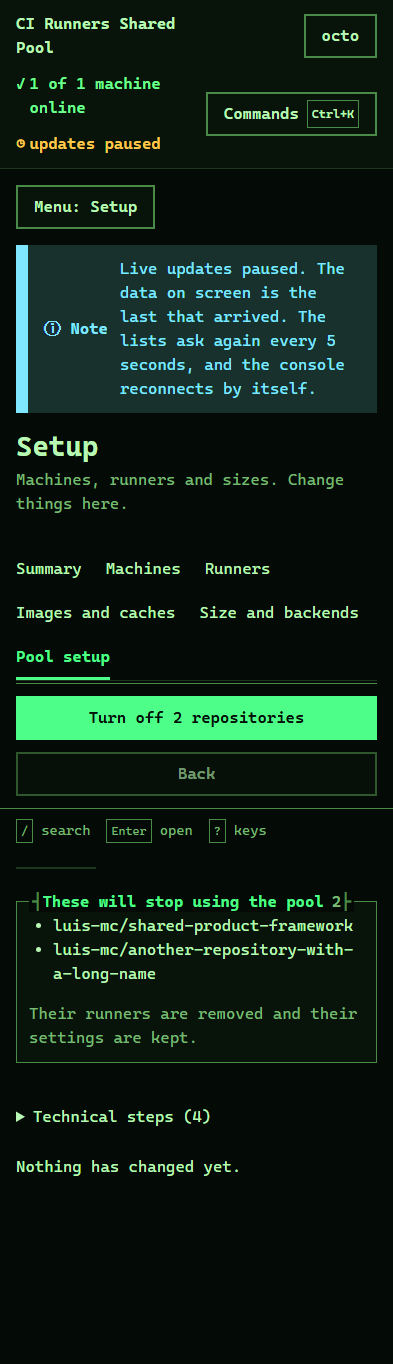 CI Runners Shared
Pool
octo
✓ 1 of 1 machine
online
Commands Ctrl+K
◷ updates paused
Menu: Setup
ⓘ Note
Live updates paused. The
data on screen is the
last that arrived. The
lists ask again every 5
seconds, and the console
reconnects by itself.
Setup
Machines, runners and sizes. Change
things here.
Summary Machines Runners
Images and caches Size and backends
Pool setup
Turn off 2 repositories
Back
/ search Enter open ? keys
These will stop using the pool 2
• luis-mc/shared-product-framework
• luis-mc/another-repository-with-
a-long-name
Their runners are removed and their
settings are kept.
▶ Technical steps (4)
Nothing has changed yet.